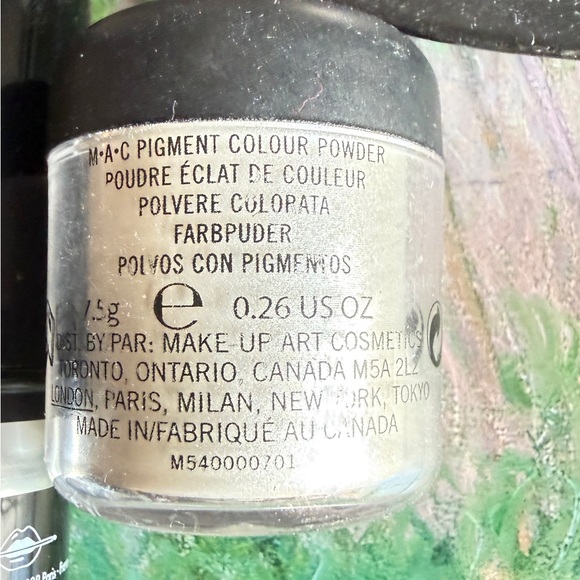 M·A·C PIGMENT COLOUR POWDER
POUDRE ÉCLAT DE COULEUR
POLVERE COLORATA
FARBPUDER
POLVOS CON PIGMENTOS
7.5g e 0.26 US OZ
DIST. BY PAR: MAKE-UP ART COSMETICS
TORONTO, ONTARIO, CANADA M5A 2L2
LONDON, PARIS, MILAN, NEW YORK, TOKYO
MADE IN/FABRIQUÉ AU CANADA
M540000701